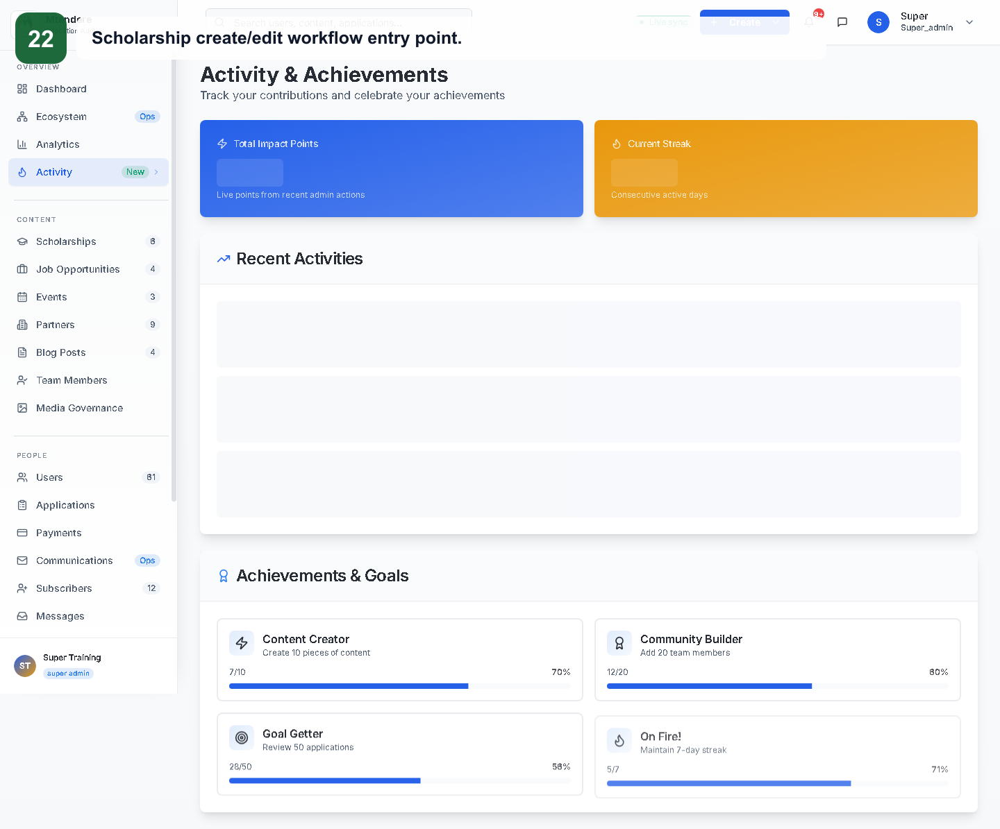 22
Scholarship create/edit workflow entry point.
Search users, content, applications...
Live sync
Create
9+
S
Super
Super_admin
OVERVIEW
Dashboard
Ecosystem Ops
Analytics
Activity New
CONTENT
Scholarships 6
Job Opportunities 4
Events 3
Partners 9
Blog Posts 4
Team Members
Media Governance
PEOPLE
Users 61
Applications
Payments
Communications Ops
Subscribers 12
Messages
ST
Super Training
super admin
Activity & Achievements
Track your contributions and celebrate your achievements
Total Impact Points
Live points from recent admin actions
Current Streak
Consecutive active days
Recent Activities
Achievements & Goals
Content Creator
Create 10 pieces of content
7/10 70%
Community Builder
Add 20 team members
12/20 60%
Goal Getter
Review 50 applications
28/50 56%
On Fire!
Maintain 7-day streak
5/7 71%